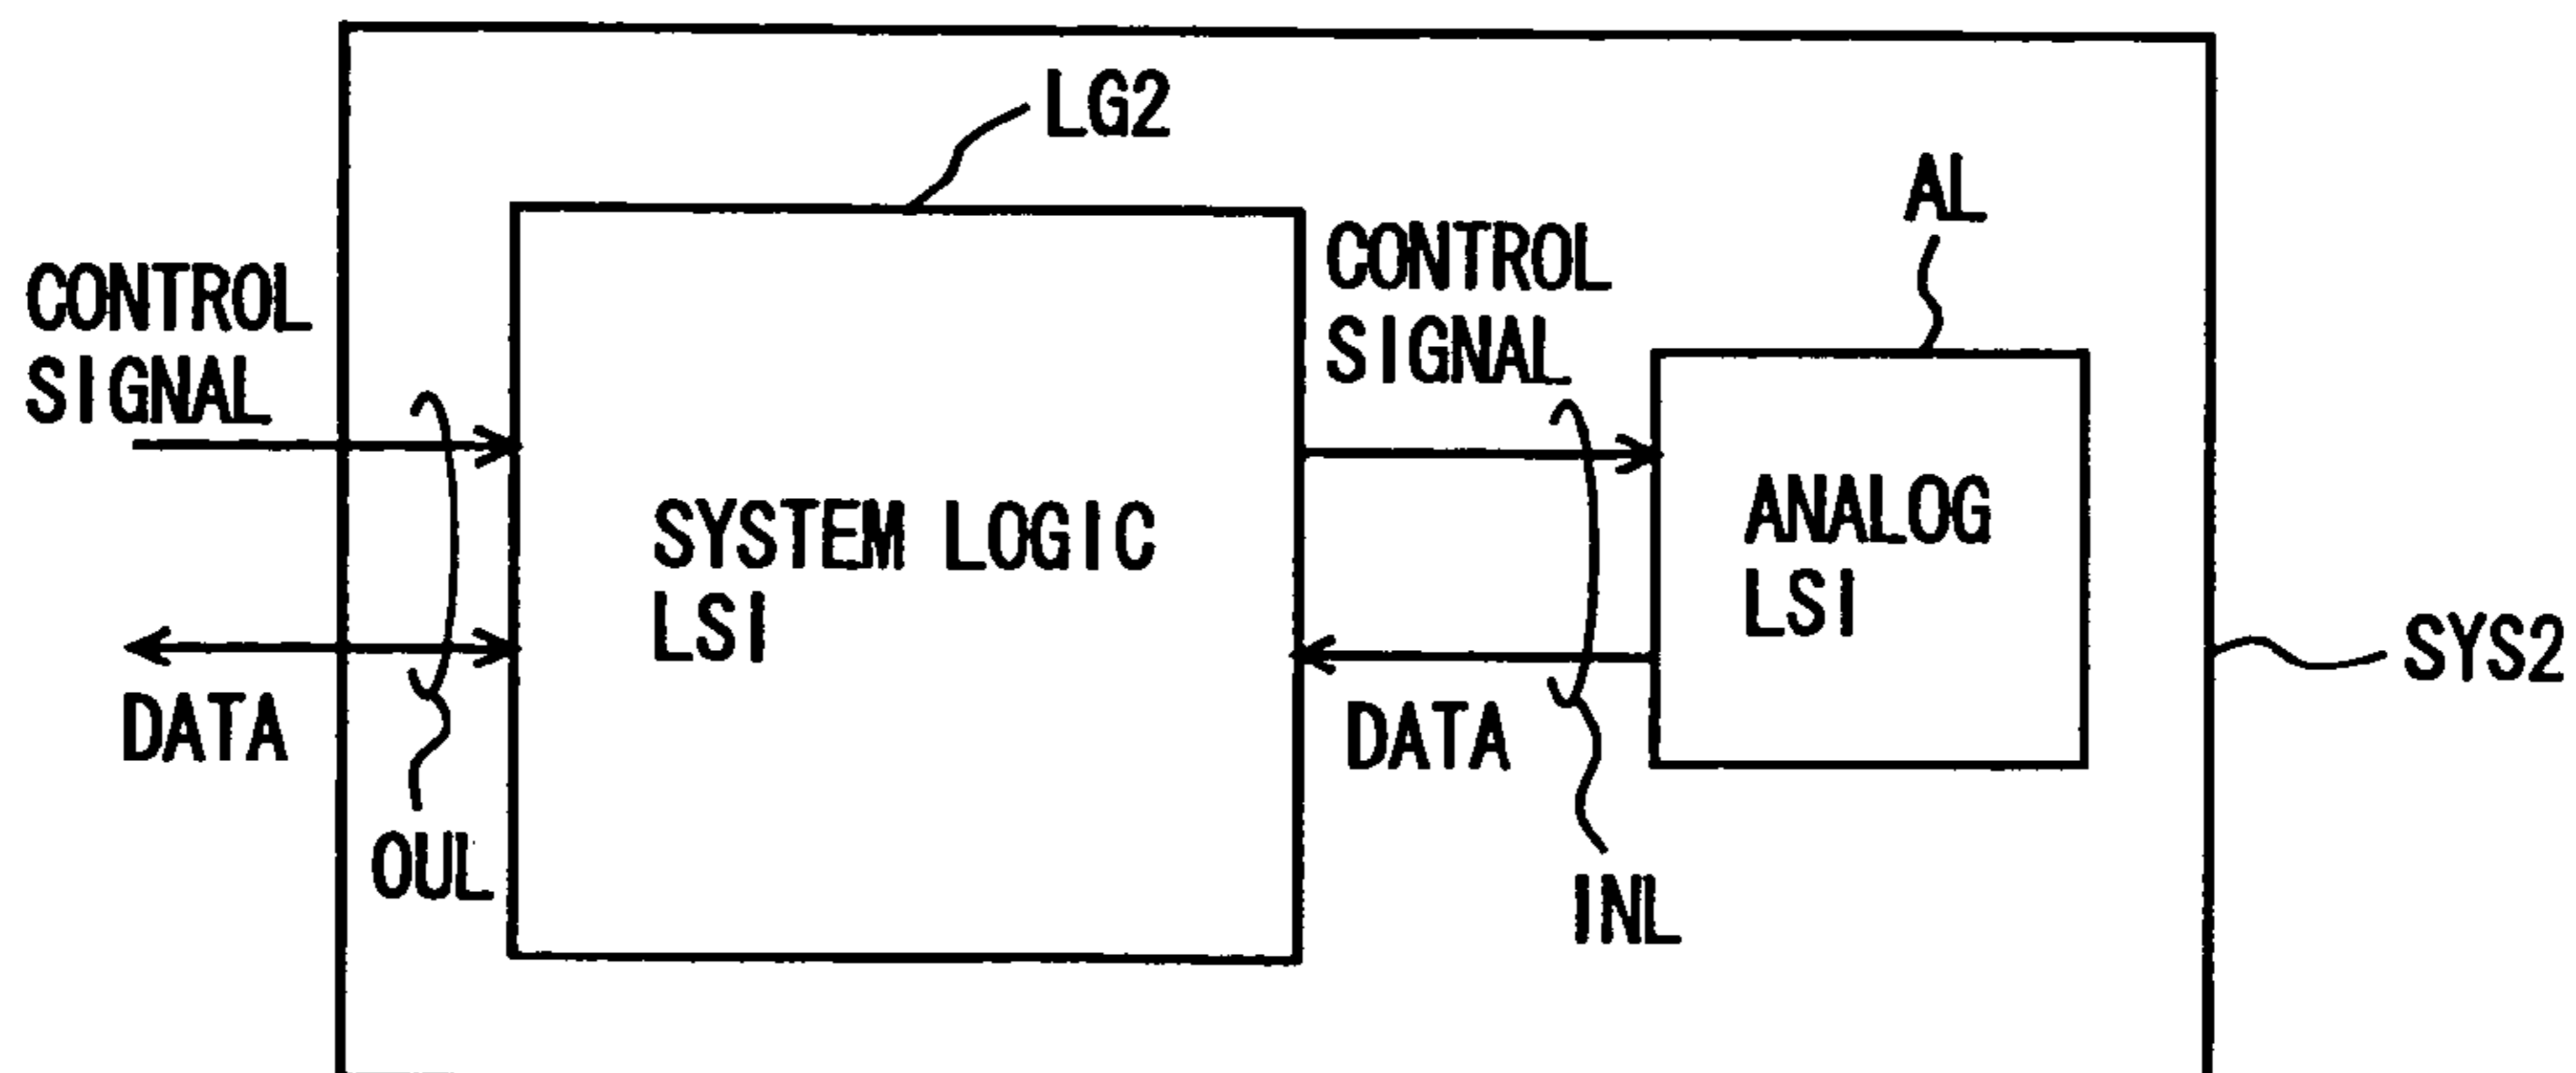 LG2
AL
CONTROL
SIGNAL
CONTROL
SIGNAL
SYSTEM LOGIC
LSI
ANALOG
LSI
SYS2
DATA
DATA
OUL
INL